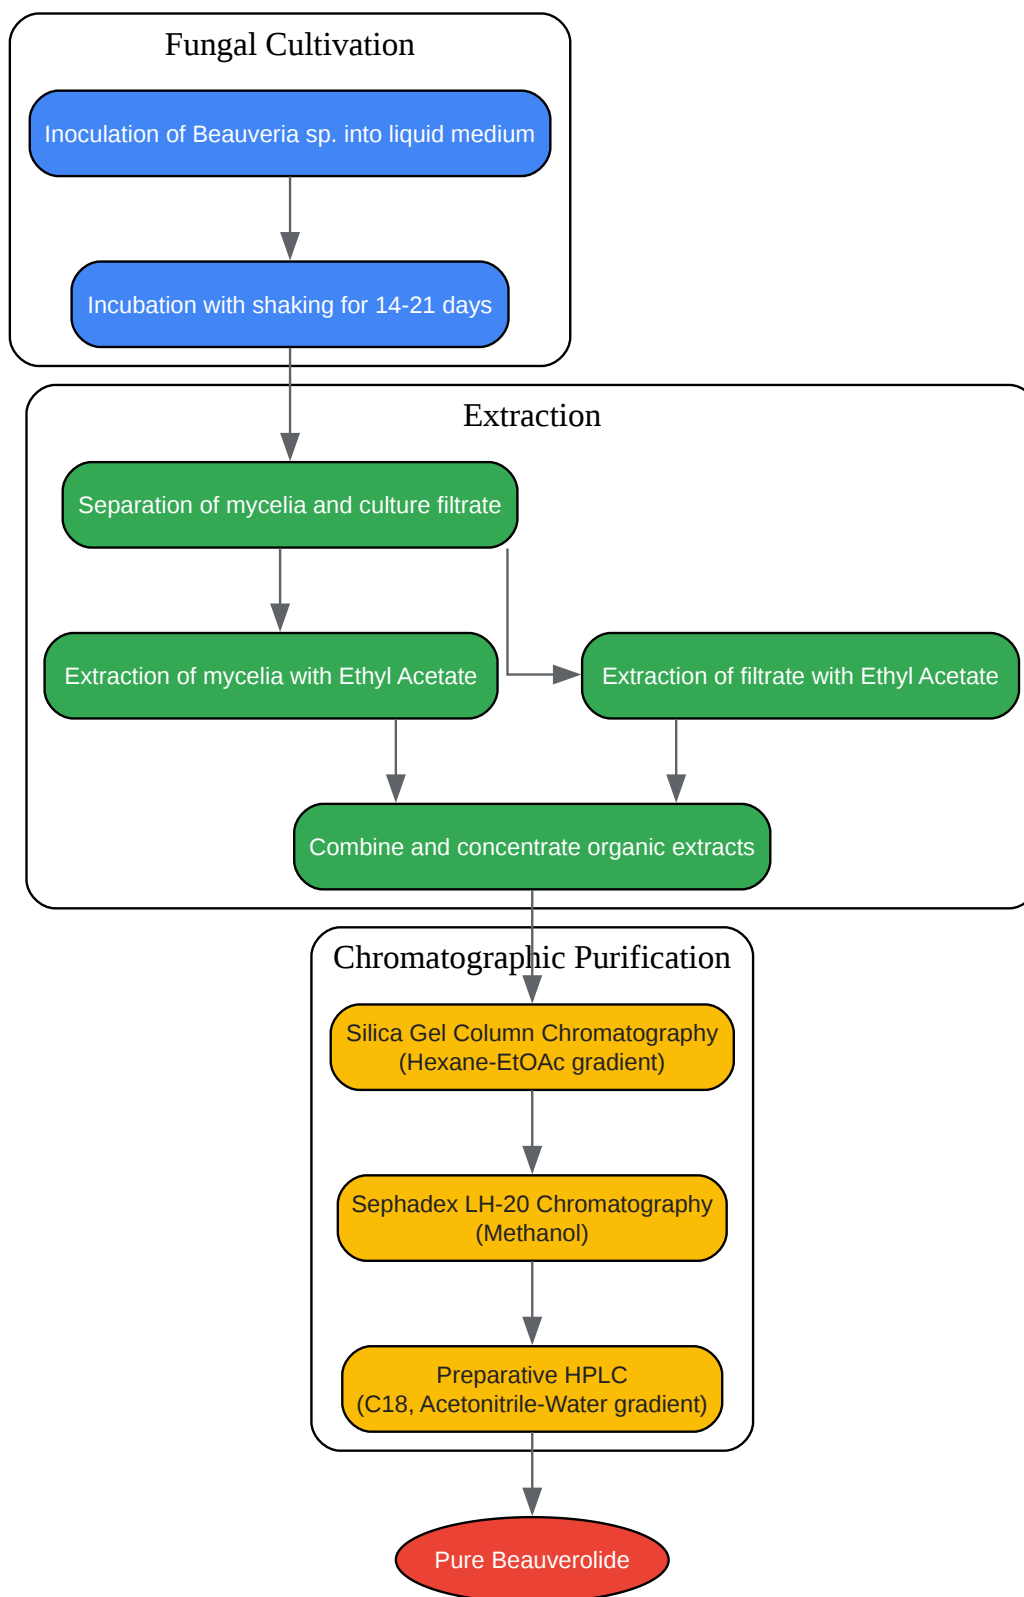 Fungal Cultivation
Inoculation of Beauveria sp. into liquid medium
Incubation with shaking for 14-21 days
Extraction
Separation of mycelia and culture filtrate
Extraction of mycelia with Ethyl Acetate
Extraction of filtrate with Ethyl Acetate
Combine and concentrate organic extracts
Chromatographic Purification
Silica Gel Column Chromatography
(Hexane-EtOAc gradient)
Sephadex LH-20 Chromatography
(Methanol)
Preparative HPLC
(C18, Acetonitrile-Water gradient)
Pure Beauverolide